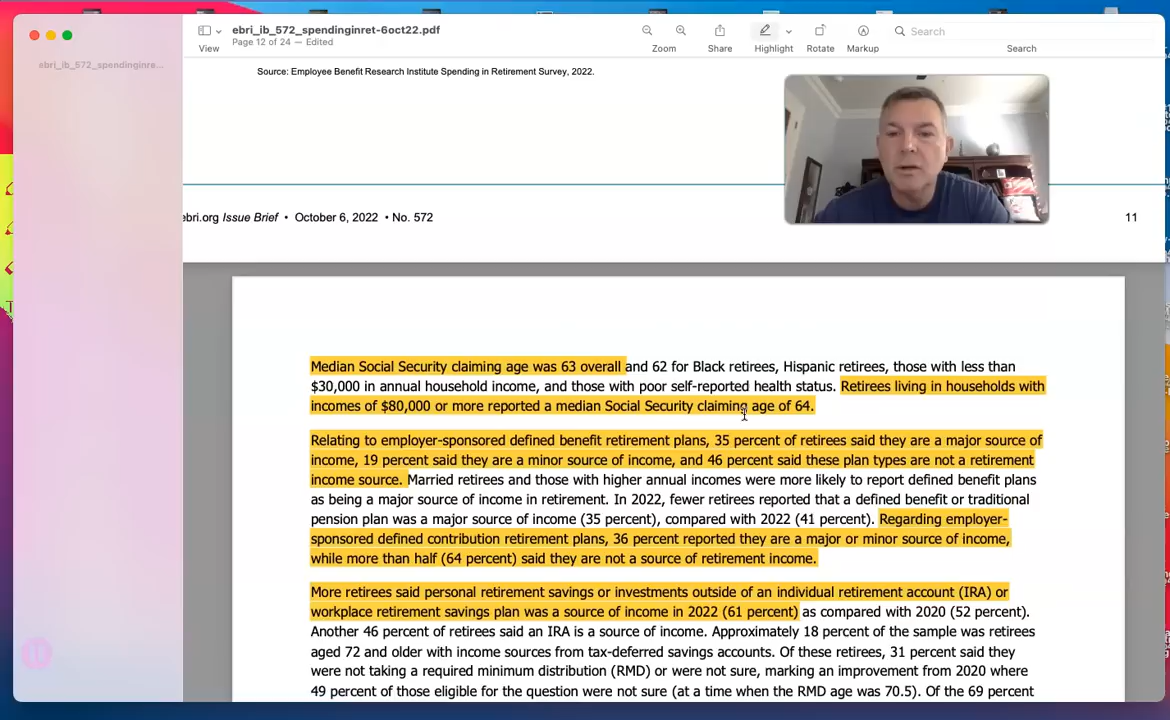 ebri_ib_572_spendinginret-6oct22.pdf
Page 12 of 24 — Edited
View
Zoom
Share
Highlight
Rotate
Markup
Search
Search
ebri_ib_572_spendinginre...
Source: Employee Benefit Research Institute Spending in Retirement Survey, 2022.
ebri.org Issue Brief • October 6, 2022 • No. 572
11
Median Social Security claiming age was 63 overall and 62 for Black retirees, Hispanic retirees, those with less than
$30,000 in annual household income, and those with poor self-reported health status. Retirees living in households with
incomes of $80,000 or more reported a median Social Security claiming age of 64.
Relating to employer-sponsored defined benefit retirement plans, 35 percent of retirees said they are a major source of
income, 19 percent said they are a minor source of income, and 46 percent said these plan types are not a retirement
income source. Married retirees and those with higher annual incomes were more likely to report defined benefit plans
as being a major source of income in retirement. In 2022, fewer retirees reported that a defined benefit or traditional
pension plan was a major source of income (35 percent), compared with 2022 (41 percent). Regarding employer-
sponsored defined contribution retirement plans, 36 percent reported they are a major or minor source of income,
while more than half (64 percent) said they are not a source of retirement income.
More retirees said personal retirement savings or investments outside of an individual retirement account (IRA) or
workplace retirement savings plan was a source of income in 2022 (61 percent) as compared with 2020 (52 percent).
Another 46 percent of retirees said an IRA is a source of income. Approximately 18 percent of the sample was retirees
aged 72 and older with income sources from tax-deferred savings accounts. Of these retirees, 31 percent said they
were not taking a required minimum distribution (RMD) or were not sure, marking an improvement from 2020 where
49 percent of those eligible for the question were not sure (at a time when the RMD age was 70.5). Of the 69 percent